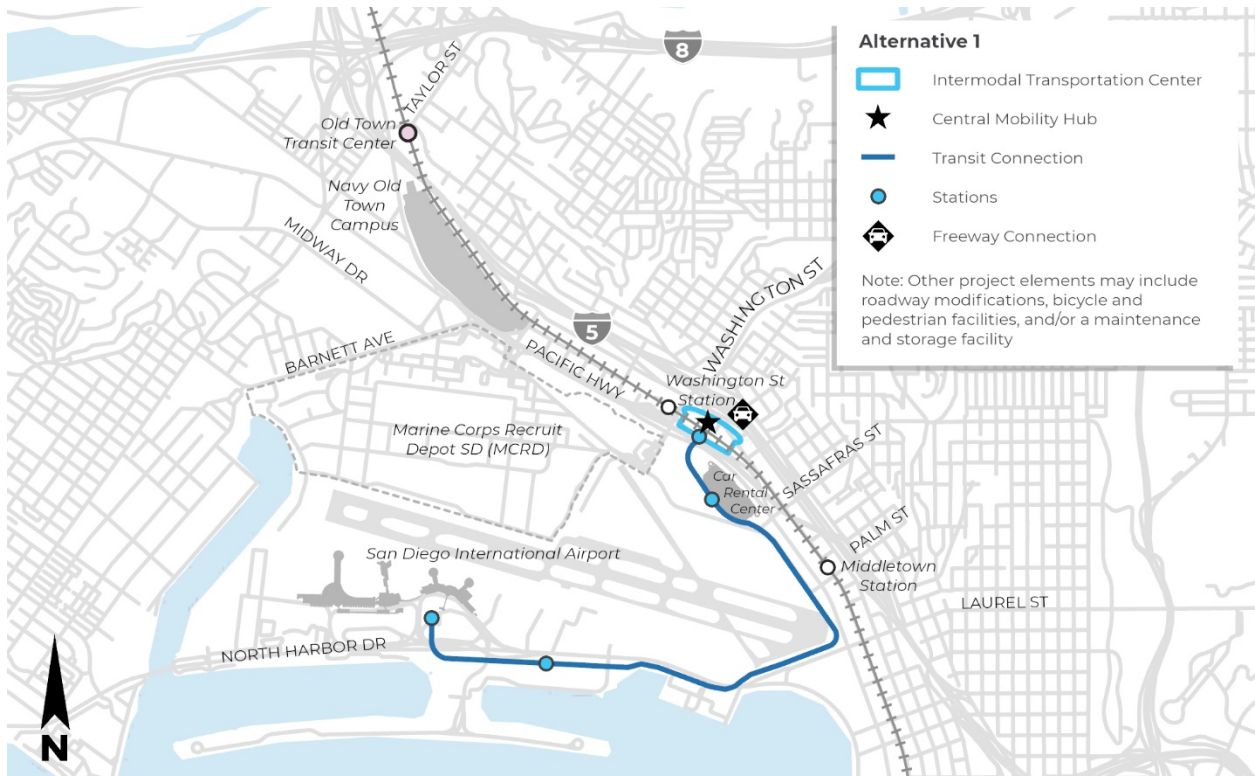 8
TAYLOR ST
Old Town
Transit Center
Navy Old
Town
Campus
MIDWAY DR
BARNETT AVE
5
PACIFIC HWY
WASHINGTON ST
Washington St
Station
Marine Corps Recruit
Depot SD (MCRD)
Car
Rental
Center
SASSAFRAS ST
PALM ST
Middletown
Station
LAUREL ST
San Diego International Airport
NORTH HARBOR DR
N
Alternative 1
Intermodal Transportation Center
Central Mobility Hub
Transit Connection
Stations
Freeway Connection
Note: Other project elements may include
roadway modifications, bicycle and
pedestrian facilities, and/or a maintenance
and storage facility